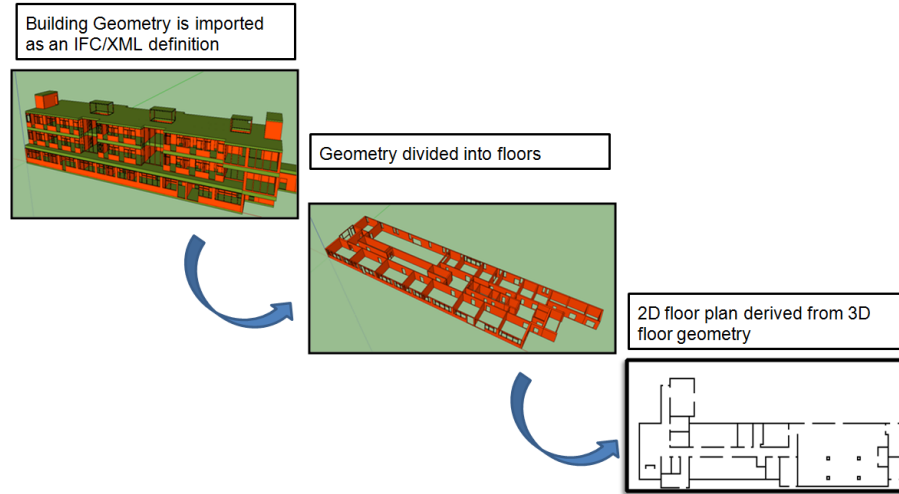 Building Geometry is imported
as an IFC/XML definition
Geometry divided into floors
2D floor plan derived from 3D
floor geometry